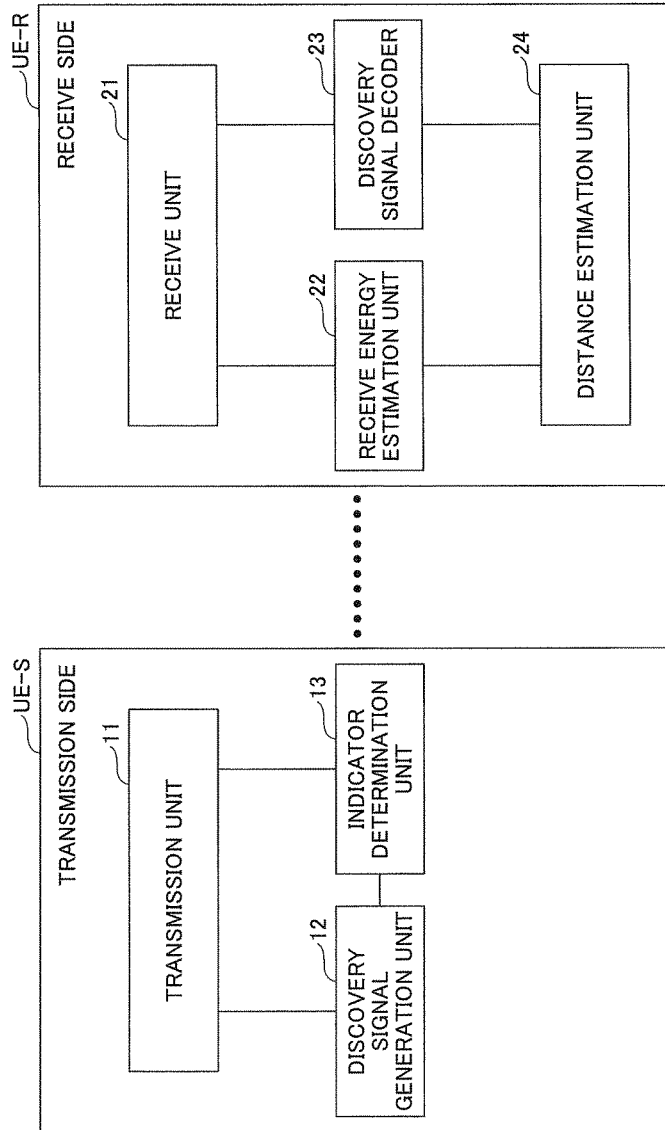 UE-S
TRANSMISSION SIDE
11
TRANSMISSION UNIT
12
DISCOVERY
SIGNAL
GENERATION UNIT
13
INDICATOR
DETERMINATION
UNIT
UE-R
RECEIVE SIDE
21
RECEIVE UNIT
22
RECEIVE ENERGY
ESTIMATION UNIT
23
DISCOVERY
SIGNAL DECODER
24
DISTANCE ESTIMATION UNIT